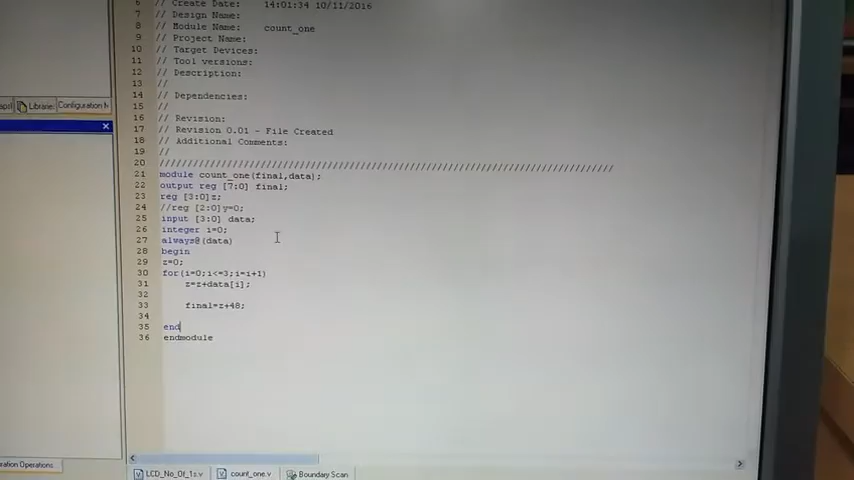 6 // Create Date: 14:01:34 10/11/2016
7 // Design Name:
8 // Module Name: count_one
9 // Project Name:
10 // Target Devices:
11 // Tool versions:
12 // Description:
13 //
14 // Dependencies:
15 //
16 // Revision:
17 // Revision 0.01 - File Created
18 // Additional Comments:
19 //
20 //////////////////////////////////////////////////////////////////////////////////
21 module count_one(final,data);
22 output reg [7:0] final;
23 reg [3:0]z;
24 //reg [2:0]y=0;
25 input [3:0] data;
26 integer i=0;
27 always@(data)
28 begin
29 z=0;
30 for(i=0;i<=3;i=i+1)
31 z=z+data[i];
32
33 final=z+48;
34
35 end
36 endmodule
Configuration
LCD_No_Of_1s.v count_one.v Boundary Scan
ration Operations